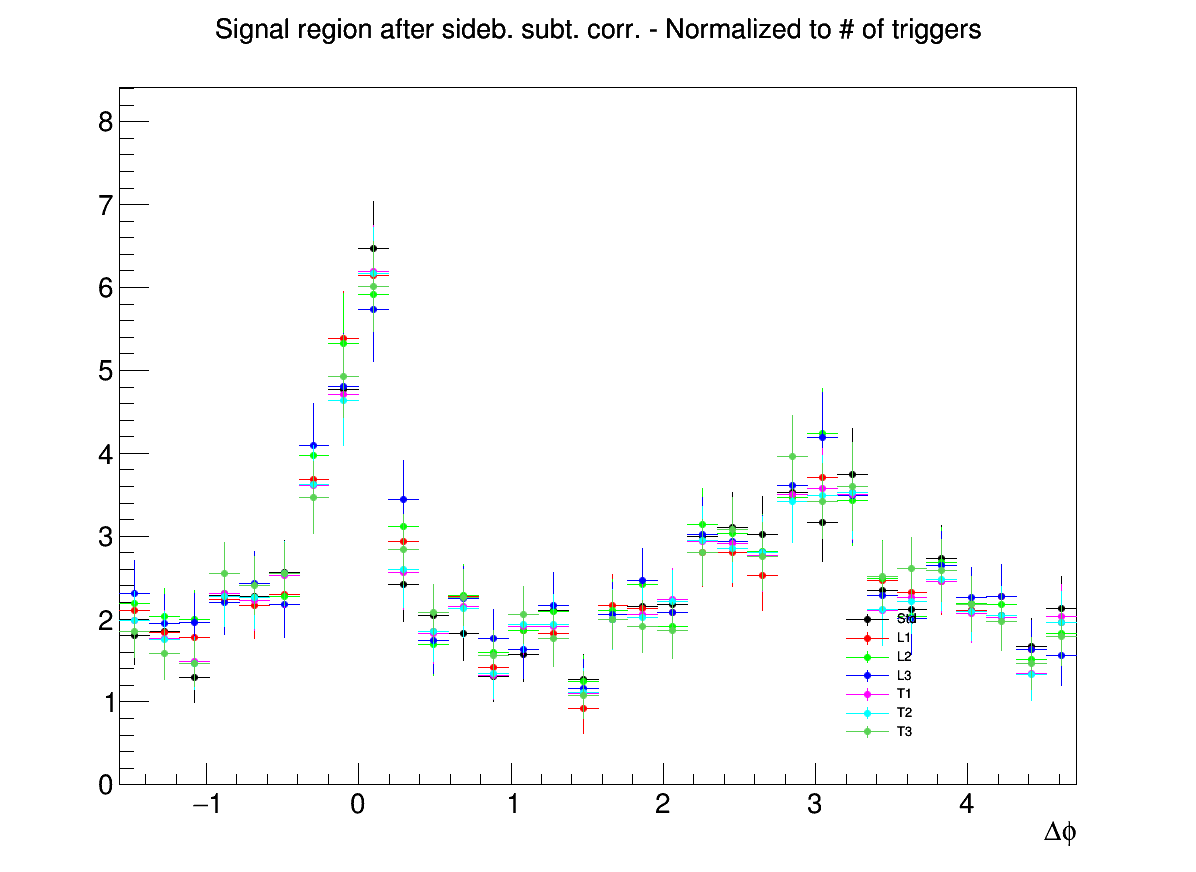 Signal region after sideb. subt. corr. - Normalized to # of triggers
8
7
6
5
4
3
2
1
0
Std
L1
L2
L3
T1
T2
T3
−1 0 1 2 3 4
Δϕ